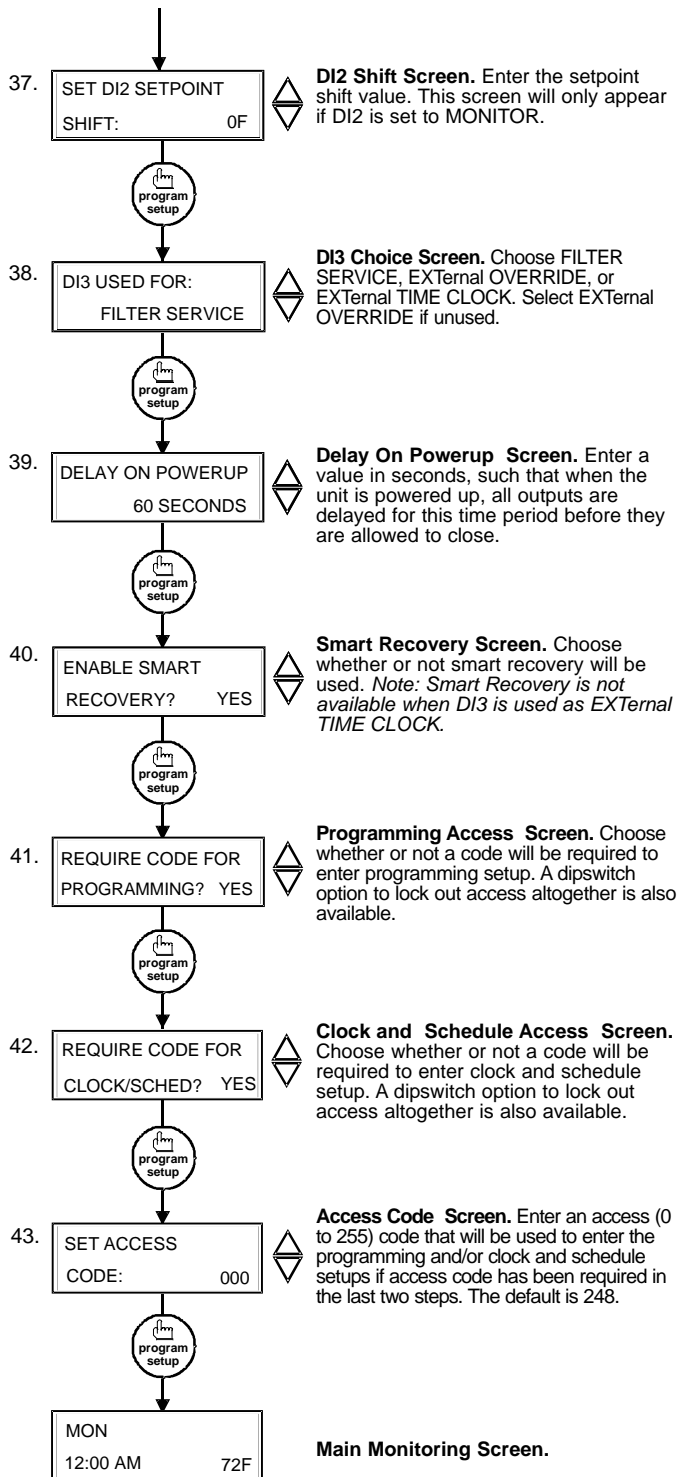 37.
SET DI2 SETPOINT
SHIFT: 0F
DI2 Shift Screen. Enter the setpoint
shift value. This screen will only appear
if DI2 is set to MONITOR.
program
setup
38.
DI3 USED FOR:
FILTER SERVICE
DI3 Choice Screen. Choose FILTER
SERVICE, EXTernal OVERRIDE, or
EXTernal TIME CLOCK. Select EXTernal
OVERRIDE if unused.
program
setup
39.
DELAY ON POWERUP
60 SECONDS
Delay On Powerup Screen. Enter a
value in seconds, such that when the
unit is powered up, all outputs are
delayed for this time period before they
are allowed to close.
program
setup
40.
ENABLE SMART
RECOVERY? YES
Smart Recovery Screen. Choose
whether or not smart recovery will be
used. Note: Smart Recovery is not
available when DI3 is used as EXTernal
TIME CLOCK.
program
setup
41.
REQUIRE CODE FOR
PROGRAMMING? YES
Programming Access Screen. Choose
whether or not a code will be required to
enter programming setup. A dipswitch
option to lock out access altogether is also
available.
program
setup
42.
REQUIRE CODE FOR
CLOCK/SCHED? YES
Clock and Schedule Access Screen.
Choose whether or not a code will be
required to enter clock and schedule
setup. A dipswitch option to lock out
access altogether is also available.
program
setup
43.
SET ACCESS
CODE: 000
Access Code Screen. Enter an access (0
to 255) code that will be used to enter the
programming and/or clock and schedule
setups if access code has been required in
the last two steps. The default is 248.
program
setup
MON
12:00 AM 72F
Main Monitoring Screen.